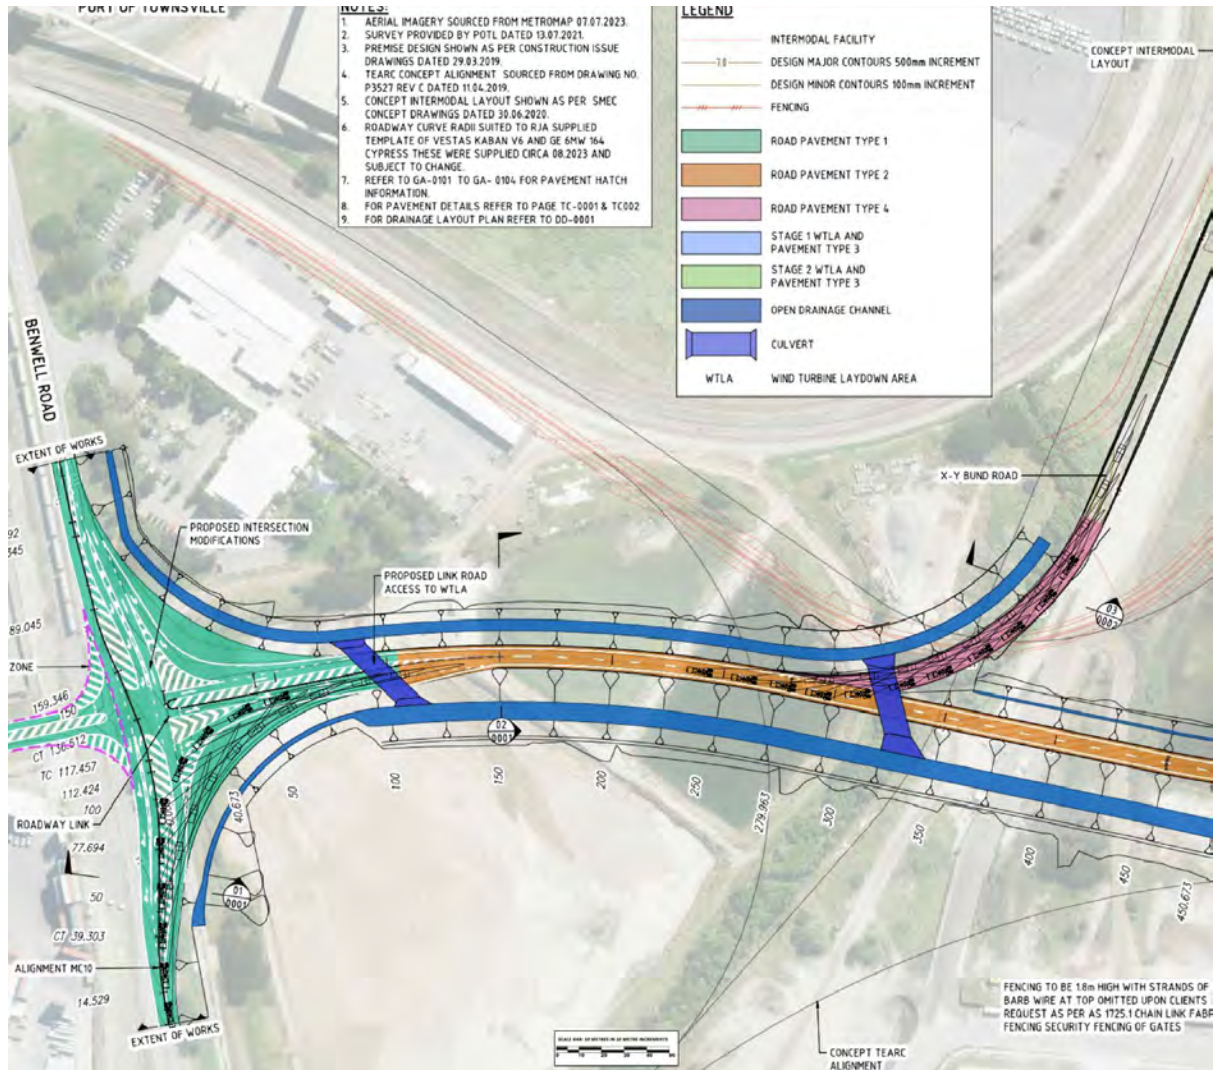 PORT OF TOWNSVILLE
NOTES:
1. AERIAL IMAGERY SOURCED FROM METROMAP 07.07.2023.
2. SURVEY PROVIDED BY POTL DATED 13.07.2021.
3. PREMISE DESIGN SHOWN AS PER CONSTRUCTION ISSUE
DRAWINGS DATED 29.03.2019.
4. TEARC CONCEPT ALIGNMENT SOURCED FROM DRAWING NO.
P3527 REV C DATED 11.04.2019.
5. CONCEPT INTERMODAL LAYOUT SHOWN AS PER SMEC
CONCEPT DRAWINGS DATED 30.06.2020.
6. ROADWAY CURVE RADII SUITED TO RJA SUPPLIED
TEMPLATE OF VESTAS KABAN V6 AND GE 6MW 164
CYPRESS THESE WERE SUPPLIED CIRCA 08.2023 AND
SUBJECT TO CHANGE.
7. REFER TO GA-0101 TO GA- 0104 FOR PAVEMENT HATCH
INFORMATION.
8. FOR PAVEMENT DETAILS REFER TO PAGE TC-0001 & TC002
9. FOR DRAINAGE LAYOUT PLAN REFER TO DD-0001
LEGEND
INTERMODAL FACILITY
7.0 DESIGN MAJOR CONTOURS 500mm INCREMENT
DESIGN MINOR CONTOURS 100mm INCREMENT
FENCING
ROAD PAVEMENT TYPE 1
ROAD PAVEMENT TYPE 2
ROAD PAVEMENT TYPE 4
STAGE 1 WTLA AND
PAVEMENT TYPE 3
STAGE 2 WTLA AND
PAVEMENT TYPE 3
OPEN DRAINAGE CHANNEL
CULVERT
WTLA WIND TURBINE LAYDOWN AREA
CONCEPT INTERMODAL
LAYOUT
BENWELL ROAD
EXTENT OF WORKS
PROPOSED INTERSECTION
MODIFICATIONS
PROPOSED LINK ROAD
ACCESS TO WTLA
X-Y BUND ROAD
03
0002
92
345
89.045
ZONE
159.346
150
CT 136.612
TC 117.457
112.424
100
ROADWAY LINK
77.694
50
CT 39.303
ALIGNMENT MC10
14.529
EXTENT OF WORKS
02
0001
01
0001
40.673
50
100
150
200
250
279.963
300
350
400
450
450.673
FENCING TO BE 1.8m HIGH WITH STRANDS OF
BARB WIRE AT TOP OMITTED UPON CLIENTS
REQUEST AS PER AS 1725.1 CHAIN LINK FABR
FENCING SECURITY FENCING OF GATES
CONCEPT TEARC
ALIGNMENT